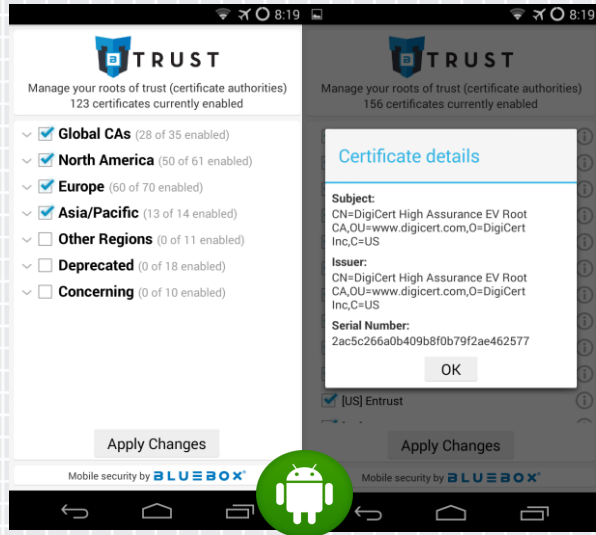 8:19
TRUST
Manage your roots of trust (certificate authorities)
123 certificates currently enabled
Global CAs (28 of 35 enabled)
North America (50 of 61 enabled)
Europe (60 of 70 enabled)
Asia/Pacific (13 of 14 enabled)
Other Regions (0 of 11 enabled)
Deprecated (0 of 18 enabled)
Concerning (0 of 10 enabled)
Apply Changes
Mobile security by BLUEBOX
8:19
TRUST
Manage your roots of trust (certificate authorities)
156 certificates currently enabled
Certificate details
Subject:
CN=DigiCert High Assurance EV Root
CA,OU=www.digicert.com,O=DigiCert
Inc,C=US
Issuer:
CN=DigiCert High Assurance EV Root
CA,OU=www.digicert.com,O=DigiCert
Inc,C=US
Serial Number:
2ac5c266a0b409b8f0b79f2ae462577
OK
[US] Entrust
Apply Changes
Mobile security by BLUEBOX